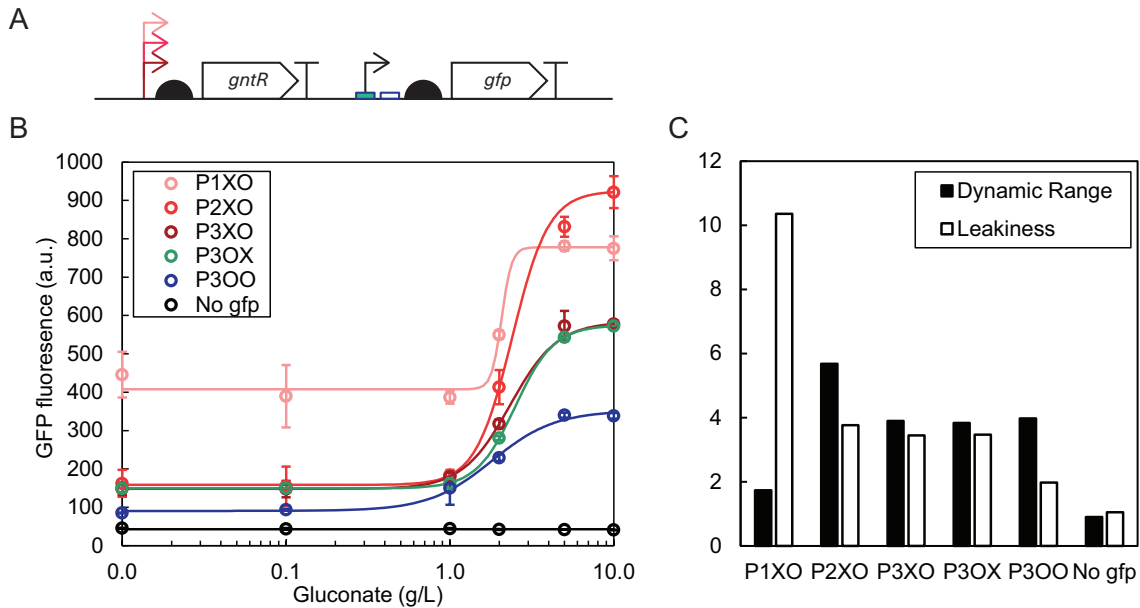 A
gntR
gfp
B
C
1000
900
800
700
600
500
400
300
200
100
0
GFP fluoresence (a.u.)
P1XO
P2XO
P3XO
P3OX
P3OO
No gfp
0.0
0.1
1.0
10.0
Gluconate (g/L)
12
10
8
6
4
2
0
Dynamic Range
Leakiness
P1XO P2XO P3XO P3OX P3OO No gfp